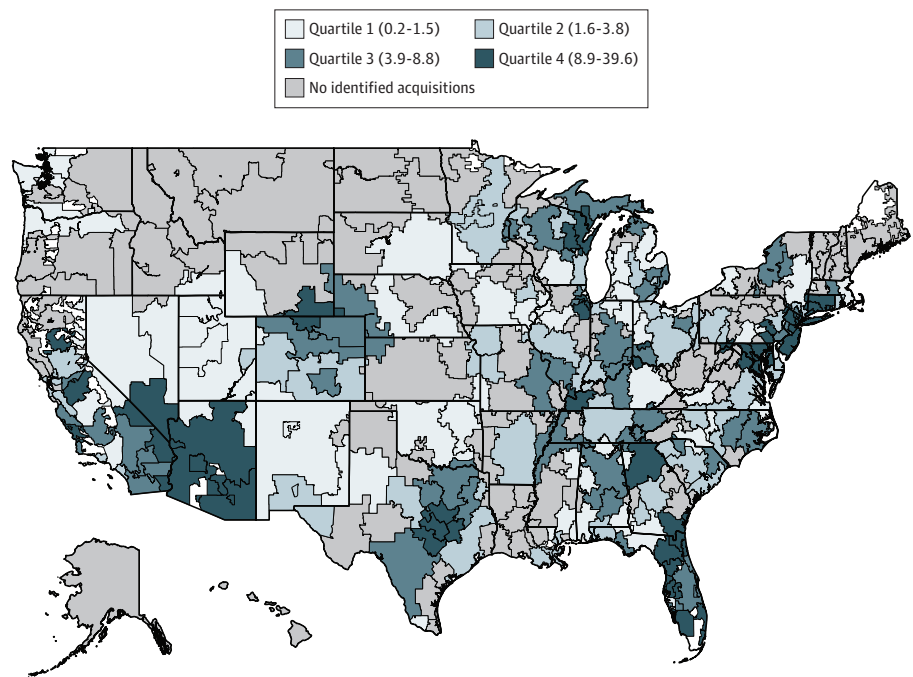 Quartile 1 (0.2-1.5) Quartile 2 (1.6-3.8)
Quartile 3 (3.9-8.8) Quartile 4 (8.9-39.6)
No identified acquisitions